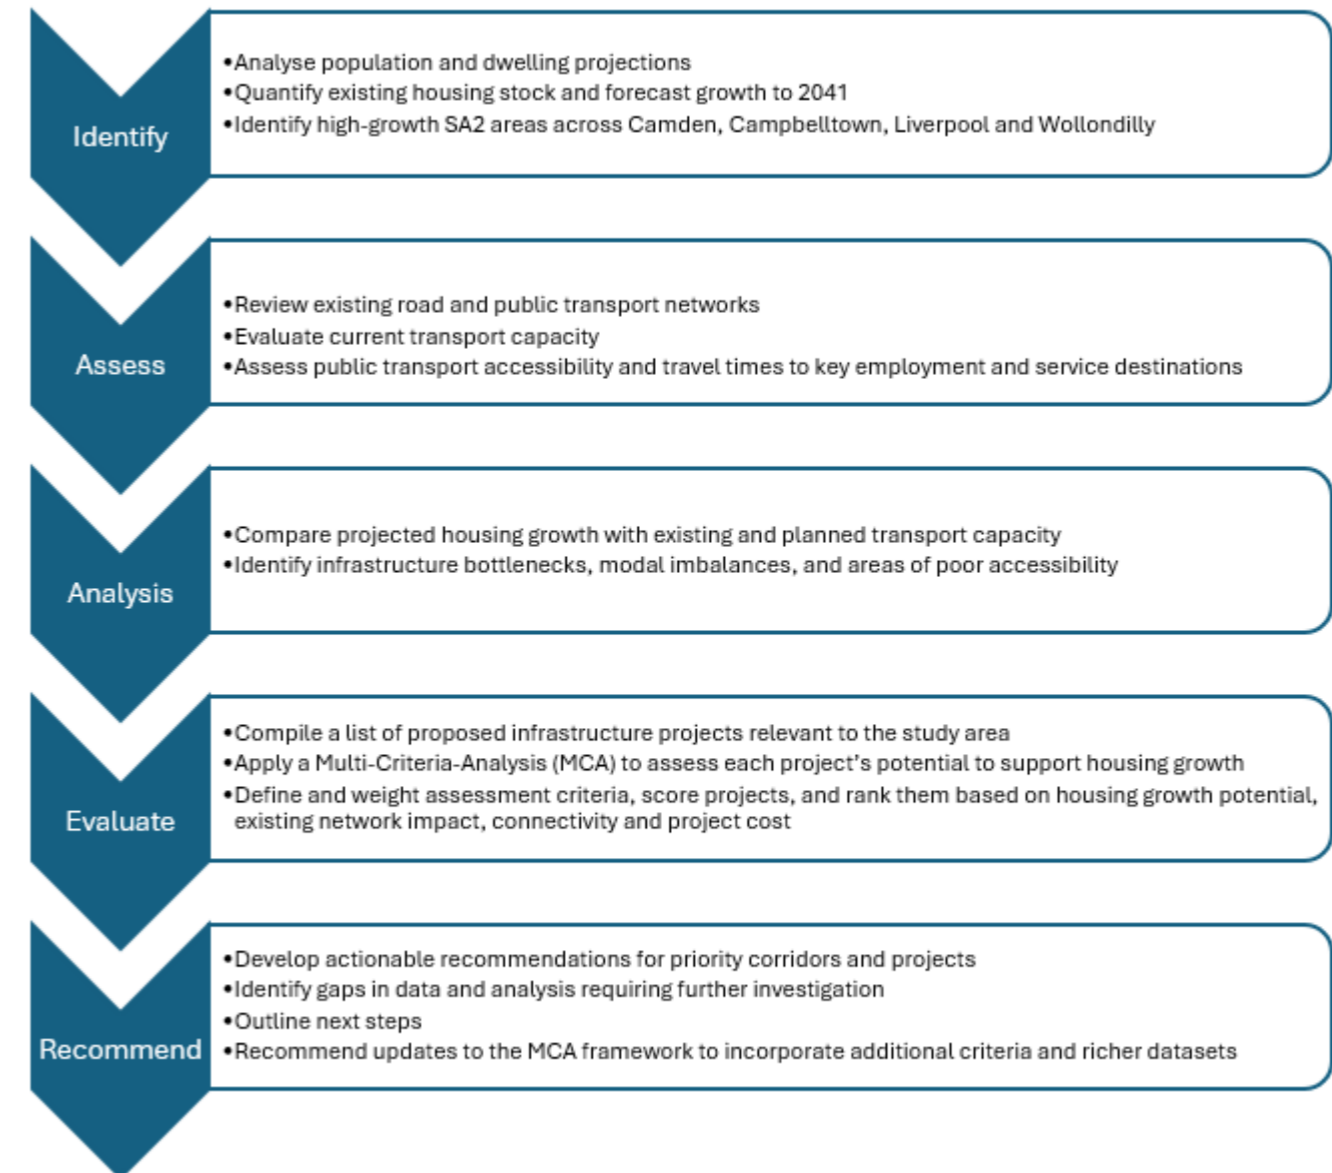 Identify
•Analyse population and dwelling projections
•Quantify existing housing stock and forecast growth to 2041
•Identify high-growth SA2 areas across Camden, Campbelltown, Liverpool and Wollondilly
Assess
•Review existing road and public transport networks
•Evaluate current transport capacity
•Assess public transport accessibility and travel times to key employment and service destinations
Analysis
•Compare projected housing growth with existing and planned transport capacity
•Identify infrastructure bottlenecks, modal imbalances, and areas of poor accessibility
Evaluate
•Compile a list of proposed infrastructure projects relevant to the study area
•Apply a Multi-Criteria-Analysis (MCA) to assess each project's potential to support housing growth
•Define and weight assessment criteria, score projects, and rank them based on housing growth potential,
existing network impact, connectivity and project cost
Recommend
•Develop actionable recommendations for priority corridors and projects
•Identify gaps in data and analysis requiring further investigation
•Outline next steps
•Recommend updates to the MCA framework to incorporate additional criteria and richer datasets